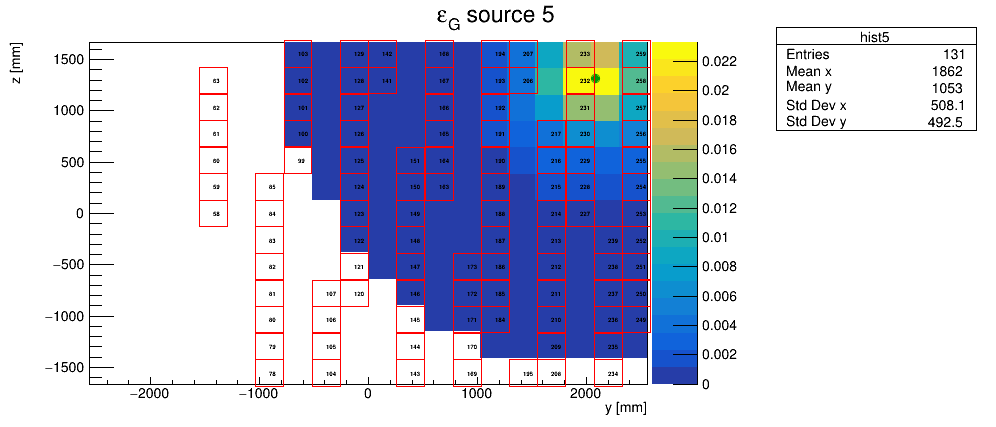 ε_G source 5
z [mm]
1500
1000
500
0
−500
−1000
−1500
−2000
−1000
0
1000
2000
y [mm]
0.022
0.02
0.018
0.016
0.014
0.012
0.01
0.008
0.006
0.004
0.002
0
hist5
Entries 131
Mean x 1862
Mean y 1053
Std Dev x 508.1
Std Dev y 492.5
103 129 142 168 194 207 233 259
63 102 128 141 167 193 206 232 258
62 101 127 166 192 231 257
61 100 126 165 191 217 230 256
60 99 125 151 164 190 216 229 255
59 85 124 150 163 189 215 228 254
58 84 123 149 188 214 227 253
83 122 148 187 213 239 252
82 121 147 173 186 212 238 251
81 107 120 146 172 185 211 237 250
80 106 145 171 184 210 236 249
79 105 144 170 209 235
78 104 143 169 195 208 234